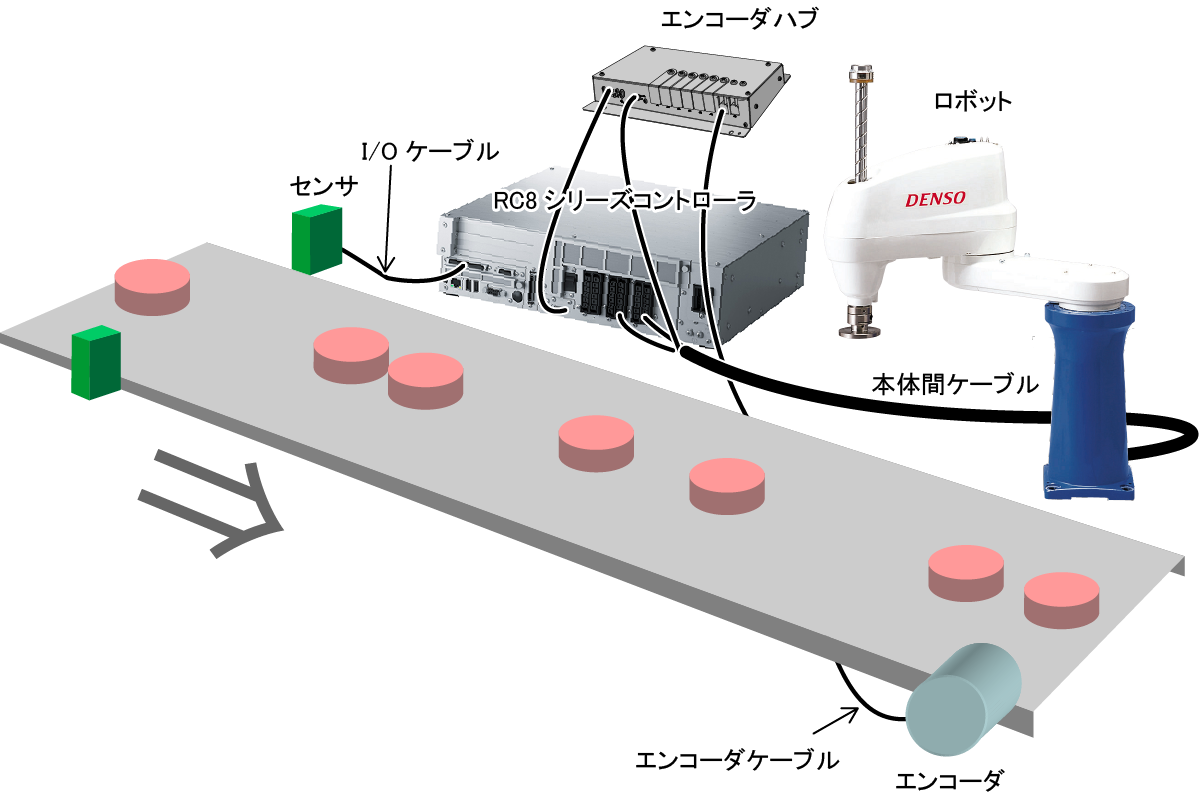 エンコーダハブ
ロボット
I/O ケーブル
センサ
RC8 シリーズコントローラ
DENSO
本体間ケーブル
エンコーダケーブル
エンコーダ